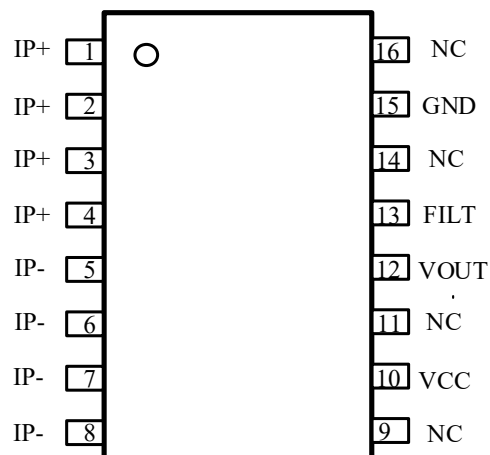 IP+ 1 16 NC
IP+ 2 15 GND
IP+ 3 14 NC
IP+ 4 13 FILT
IP- 5 12 VOUT
IP- 6 11 NC
IP- 7 10 VCC
IP- 8 9 NC